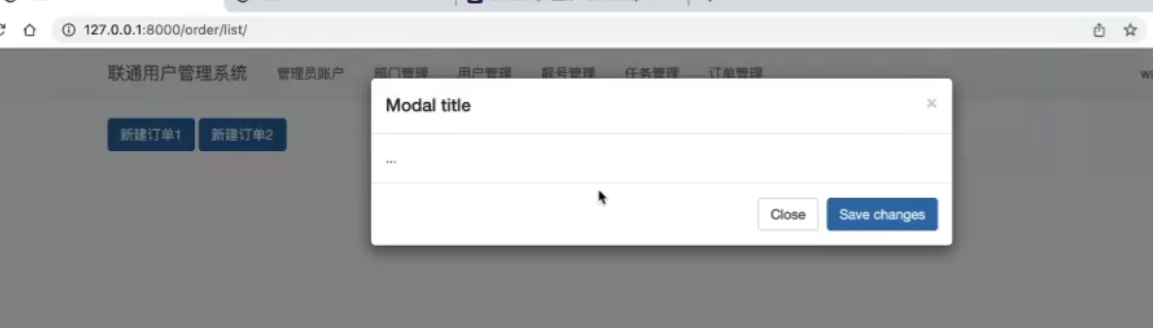 127.0.0.1:8000/order/list/
联通用户管理系统 管理员账户 部门管理 用户管理 靓号管理 任务管理 订单管理
Modal title ×
新建订单1 新建订单2
...
Close Save changes